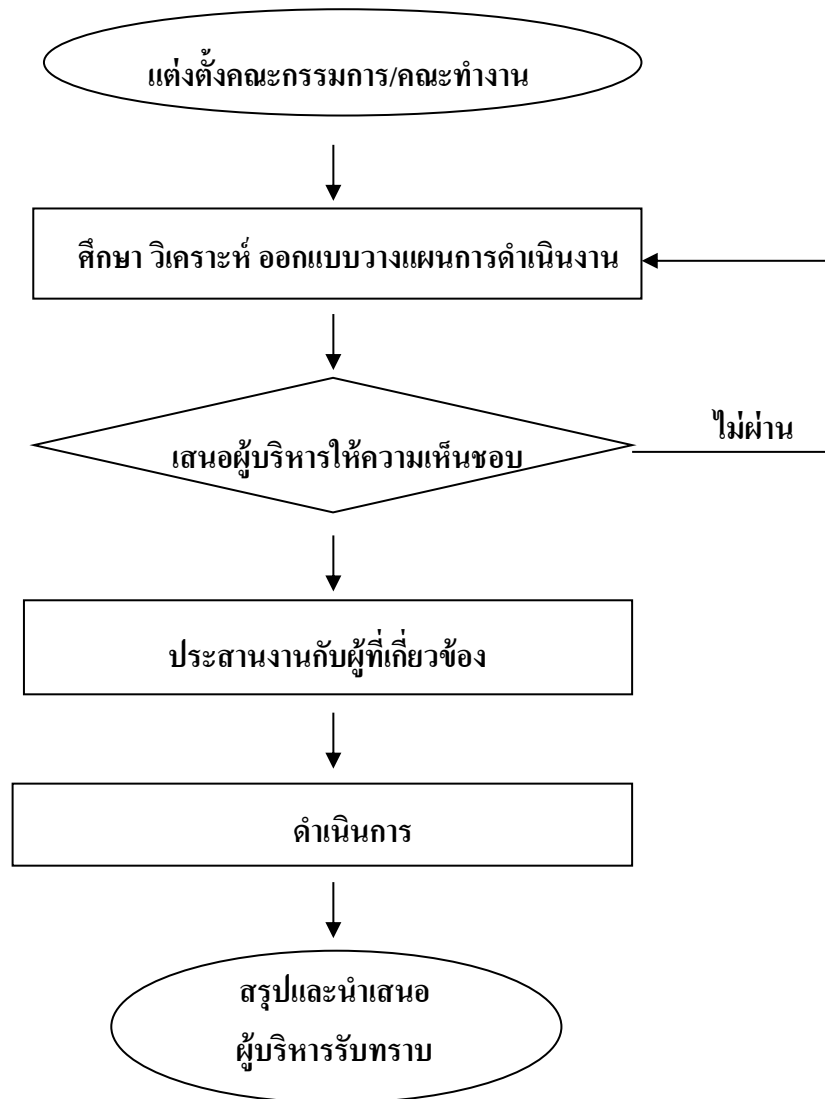 แต่งตั้งคณะกรรมการ/คณะทำงาน
ศึกษา วิเคราะห์ ออกแบบวางแผนการดำเนินงาน
ไม่ผ่าน
เสนอผู้บริหารให้ความเห็นชอบ
ประสานงานกับผู้ที่เกี่ยวข้อง
ดำเนินการ
สรุปและนำเสนอ
ผู้บริหารรับทราบ